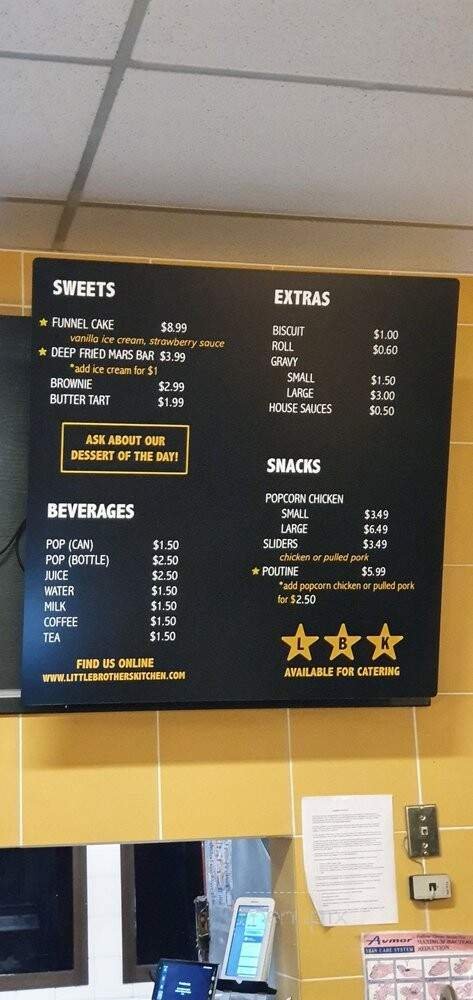 SWEETS
FUNNEL CAKE $8.99
vanilla ice cream, strawberry sauce
DEEP FRIED MARS BAR $3.99
*add ice cream for $1
BROWNIE $2.99
BUTTER TART $1.99
ASK ABOUT OUR
DESSERT OF THE DAY!
BEVERAGES
POP (CAN) $1.50
POP (BOTTLE) $2.50
JUICE $2.50
WATER $1.50
MILK $1.50
COFFEE $1.50
TEA $1.50
FIND US ONLINE
WWW.LITTLEBROTHERSKITCHEN.COM
EXTRAS
BISCUIT $1.00
ROLL $0.60
GRAVY
SMALL $1.50
LARGE $3.00
HOUSE SAUCES $0.50
SNACKS
POPCORN CHICKEN
SMALL $3.49
LARGE $6.49
SLIDERS $3.49
chicken or pulled pork
POUTINE $5.99
*add popcorn chicken or pulled pork
for $2.50
L B K
AVAILABLE FOR CATERING
Avmor
SKIN CARE SYSTEM
REDUCTION